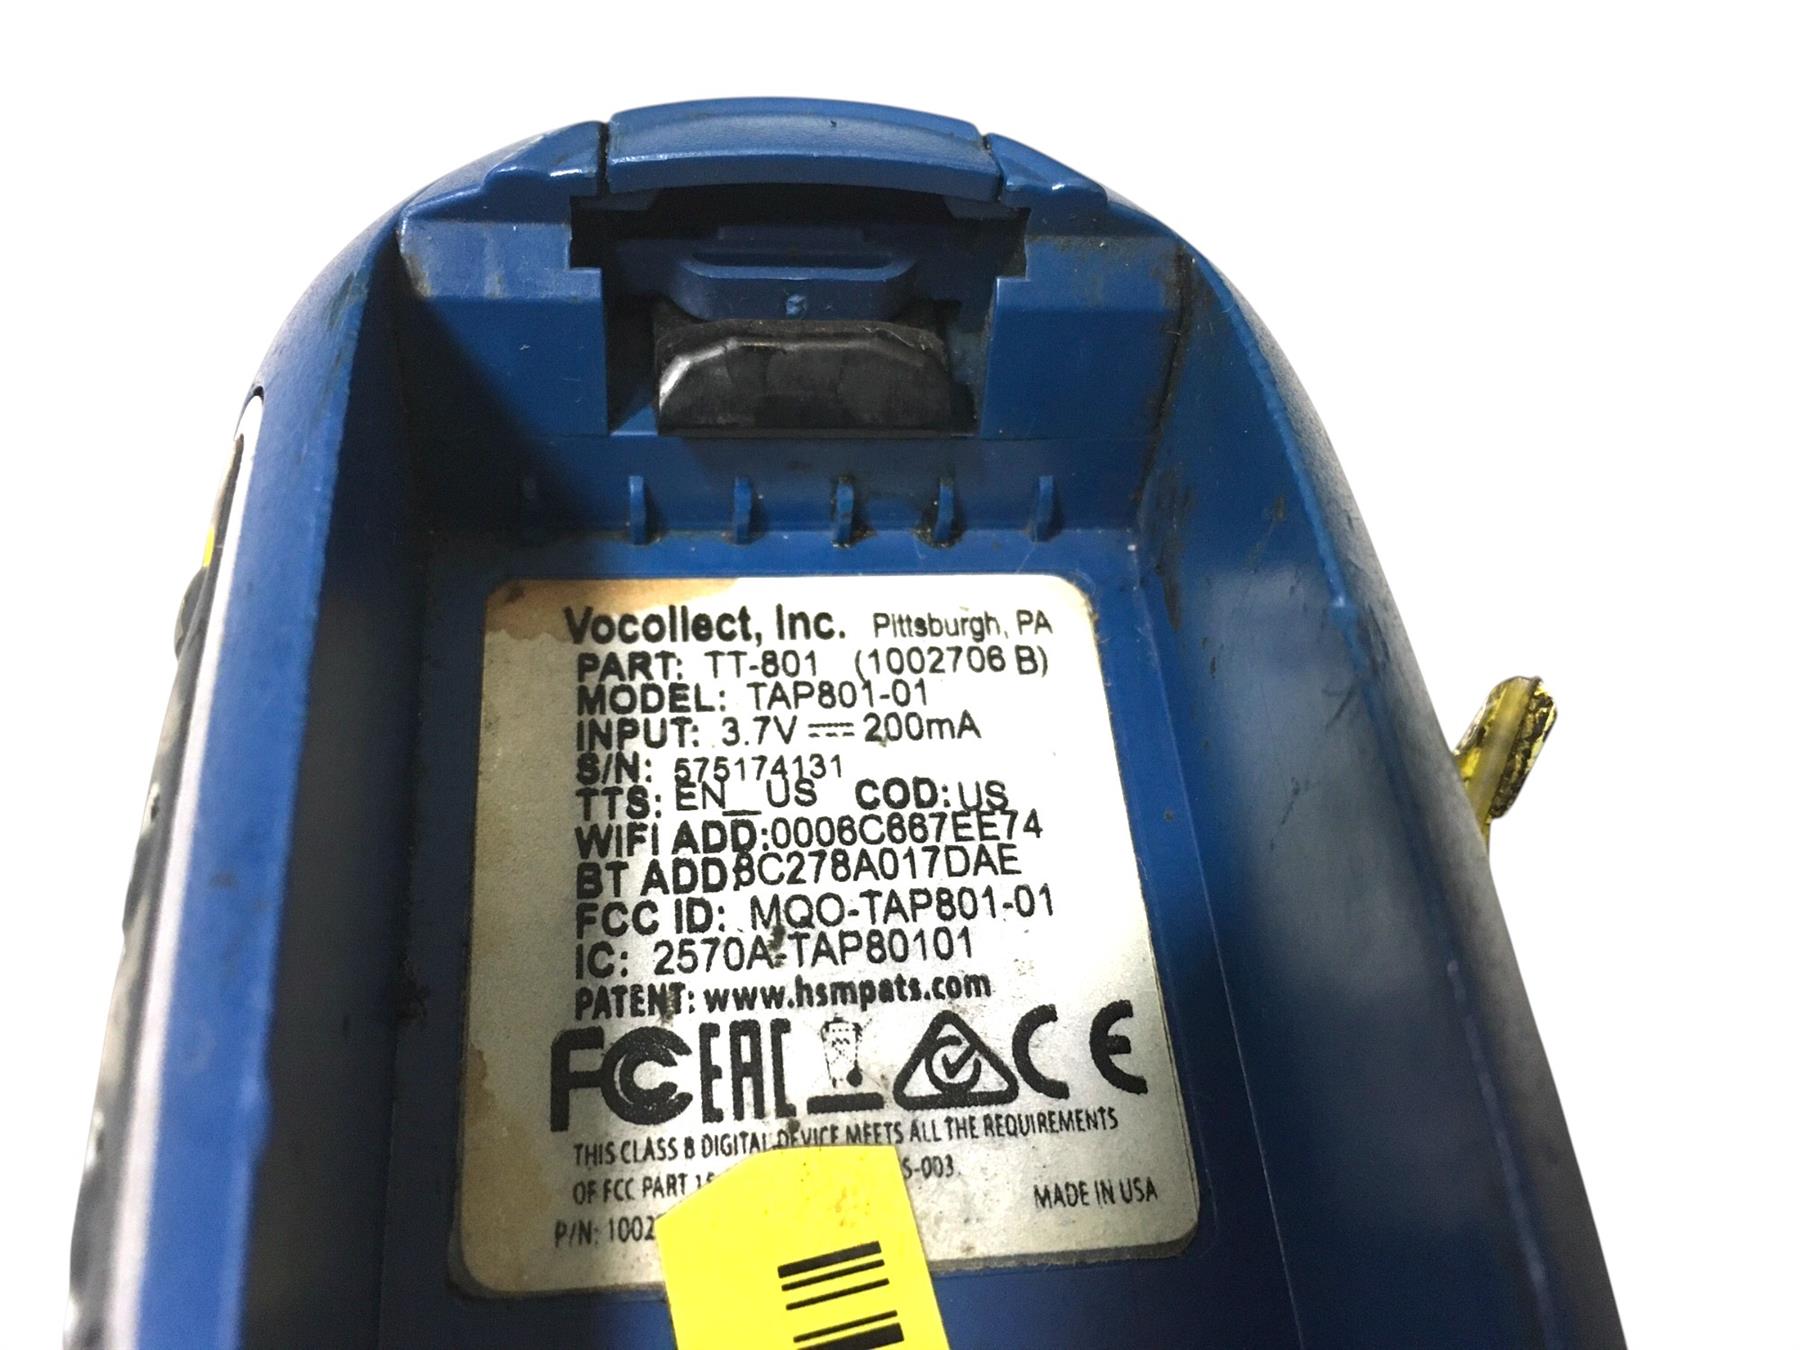 Vocollect, Inc. Pittsburgh, PA
PART: TT-801 (1002706 B)
MODEL: TAP801-01
INPUT: 3.7V 200mA
S/N: 575174131
TTS: EN_US COD: US
WIFI ADD:0006C667EE74
BT ADD:8C278A017DAE
FCC ID: MQO-TAP801-01
IC: 2570A-TAP80101
PATENT: www.hsmpats.com
FC EAC CE
THIS CLASS B DIGITAL DEVICE MEETS ALL THE REQUIREMENTS
OF FCC PART 15 S-003.
MADE IN USA
P/N: 1002